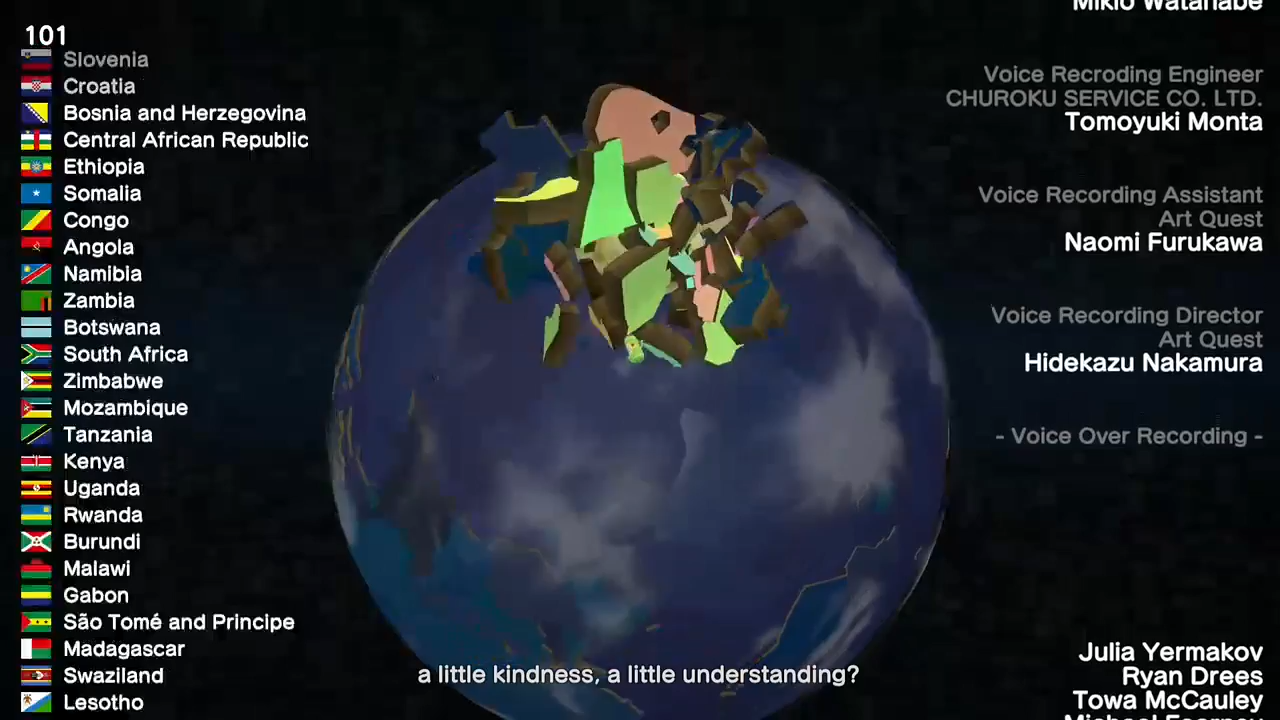 101
Slovenia
Croatia
Bosnia and Herzegovina
Central African Republic
Ethiopia
Somalia
Congo
Angola
Namibia
Zambia
Botswana
South Africa
Zimbabwe
Mozambique
Tanzania
Kenya
Uganda
Rwanda
Burundi
Malawi
Gabon
São Tomé and Principe
Madagascar
Swaziland
Lesotho
a little kindness, a little understanding?
Mikio Watanabe
Voice Recroding Engineer
CHUROKU SERVICE CO. LTD.
Tomoyuki Monta
Voice Recording Assistant
Art Quest
Naomi Furukawa
Voice Recording Director
Art Quest
Hidekazu Nakamura
- Voice Over Recording -
Julia Yermakov
Ryan Drees
Towa McCauley